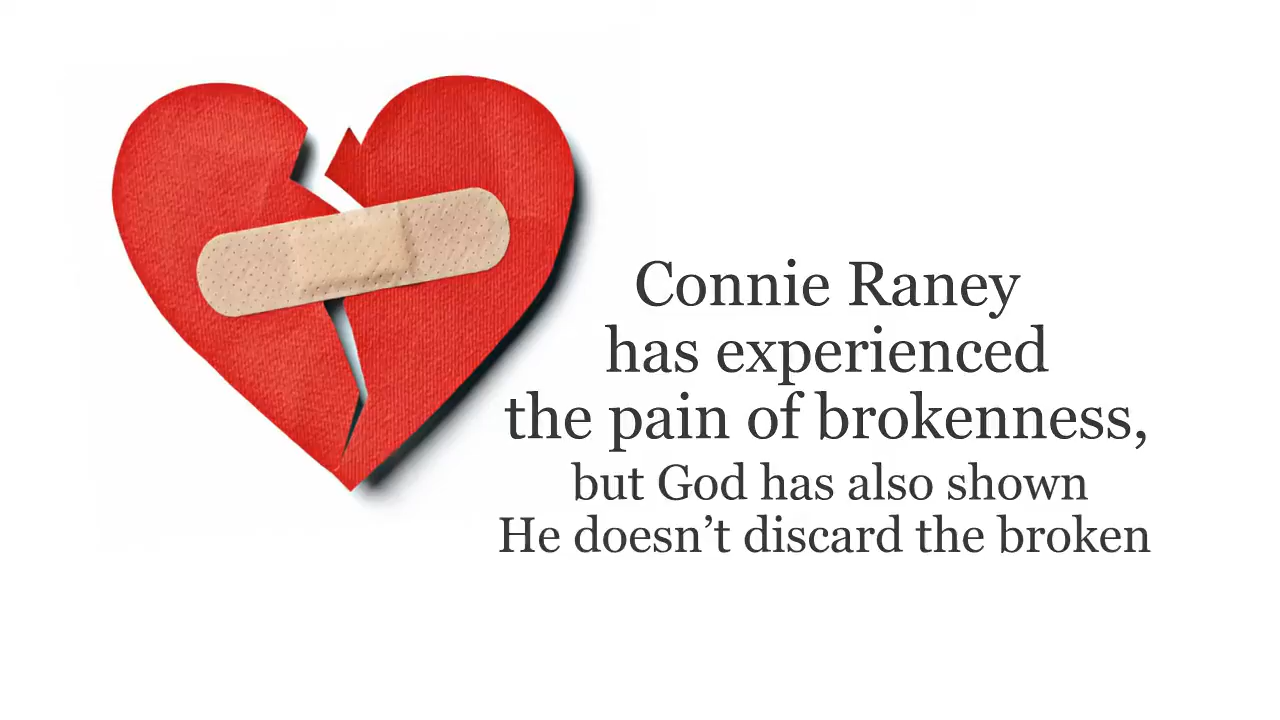 Connie Raney
has experienced
the pain of brokenness,
but God has also shown
He doesn’t discard the broken